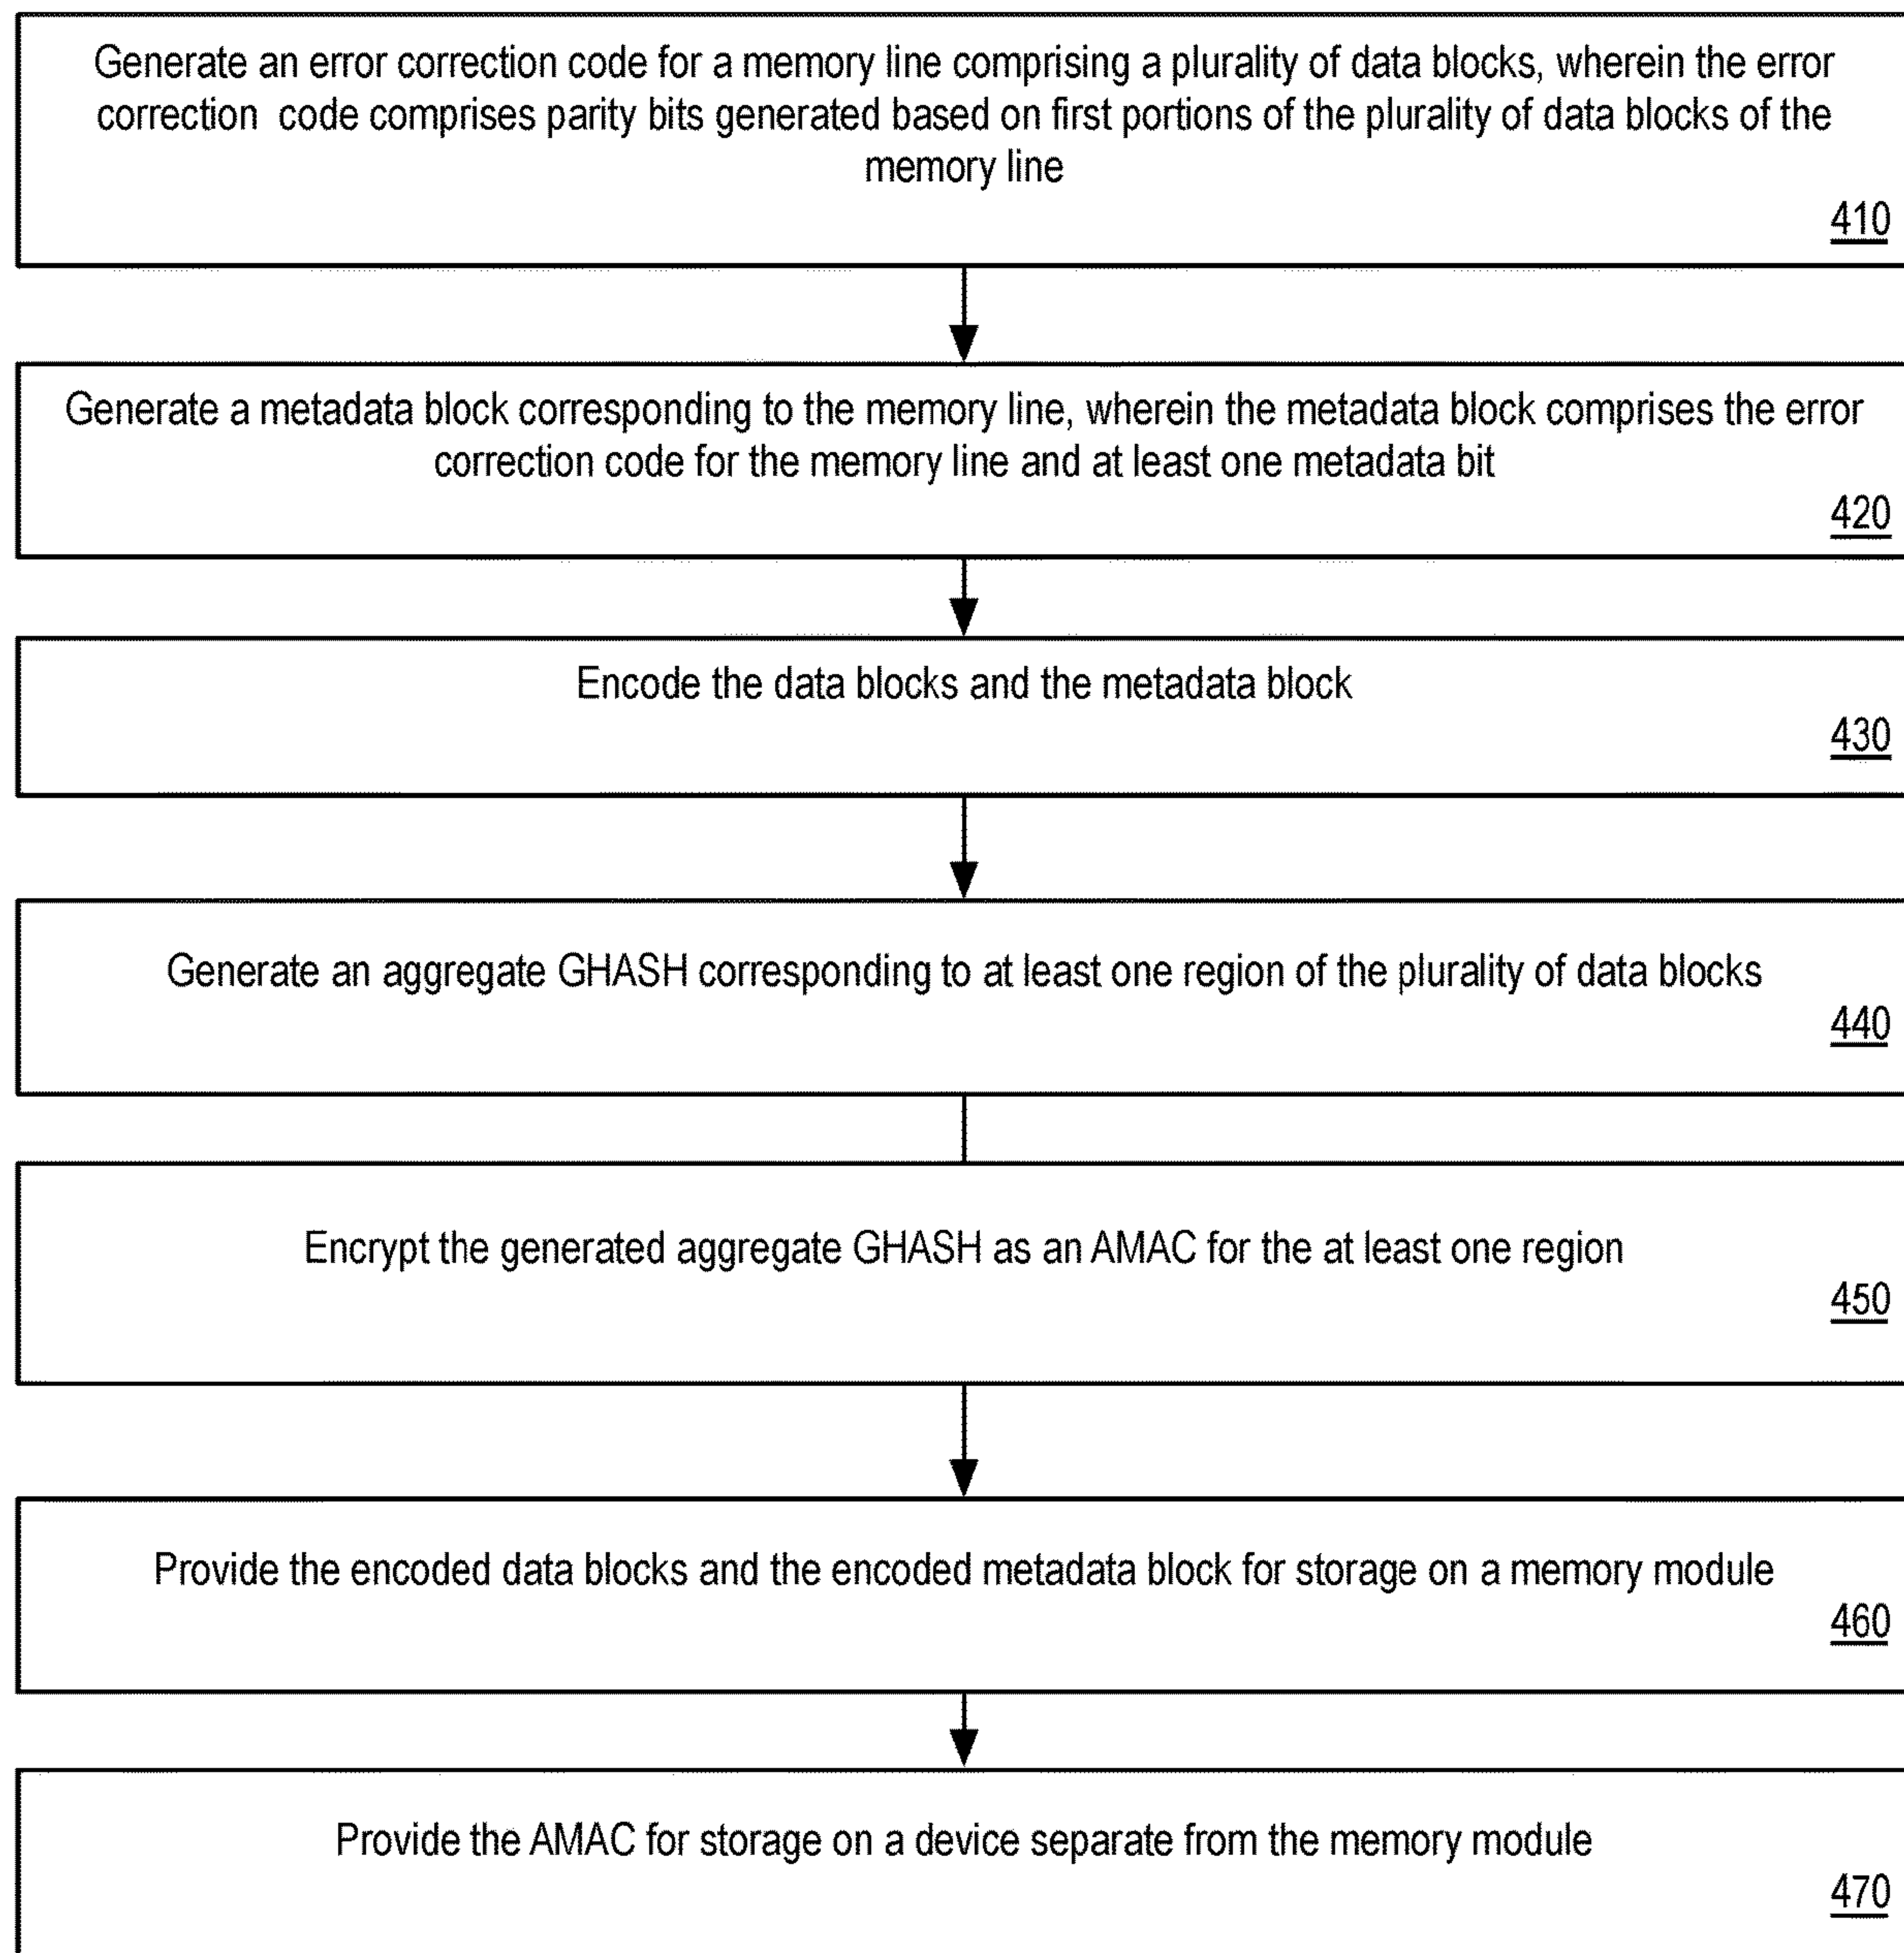 Generate an error correction code for a memory line comprising a plurality of data blocks, wherein the error
correction code comprises parity bits generated based on first portions of the plurality of data blocks of the
memory line
410
Generate a metadata block corresponding to the memory line, wherein the metadata block comprises the error
correction code for the memory line and at least one metadata bit
420
Encode the data blocks and the metadata block
430
Generate an aggregate GHASH corresponding to at least one region of the plurality of data blocks
440
Encrypt the generated aggregate GHASH as an AMAC for the at least one region
450
Provide the encoded data blocks and the encoded metadata block for storage on a memory module
460
Provide the AMAC for storage on a device separate from the memory module
470